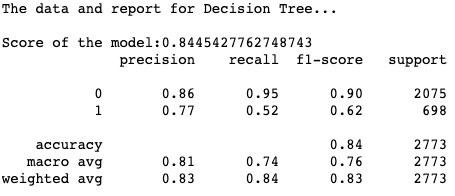 The data and report for Decision Tree...
Score of the model:0.8445427762748743
precision recall f1-score support
0 0.86 0.95 0.90 2075
1 0.77 0.52 0.62 698
accuracy 0.84 2773
macro avg 0.81 0.74 0.76 2773
weighted avg 0.83 0.84 0.83 2773